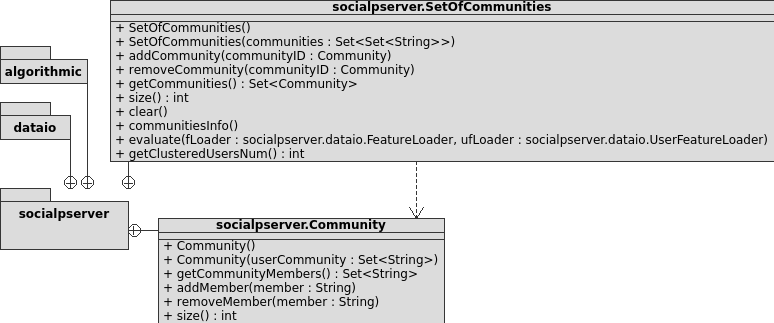 socialpserver.SetOfCommunities
+ SetOfCommunities()
+ SetOfCommunities(communities : Set<Set<String>>)
+ addCommunity(communityID : Community)
+ removeCommunity(communityID : Community)
+ getCommunities() : Set<Community>
+ size() : int
+ clear()
+ communitiesInfo()
+ evaluate(fLoader : socialpserver.dataio.FeatureLoader, ufLoader : socialpserver.dataio.UserFeatureLoader)
+ getClusteredUsersNum() : int
algorithmic
dataio
socialpserver
socialpserver.Community
+ Community()
+ Community(userCommunity : Set<String>)
+ getCommunityMembers() : Set<String>
+ addMember(member : String)
+ removeMember(member : String)
+ size() : int